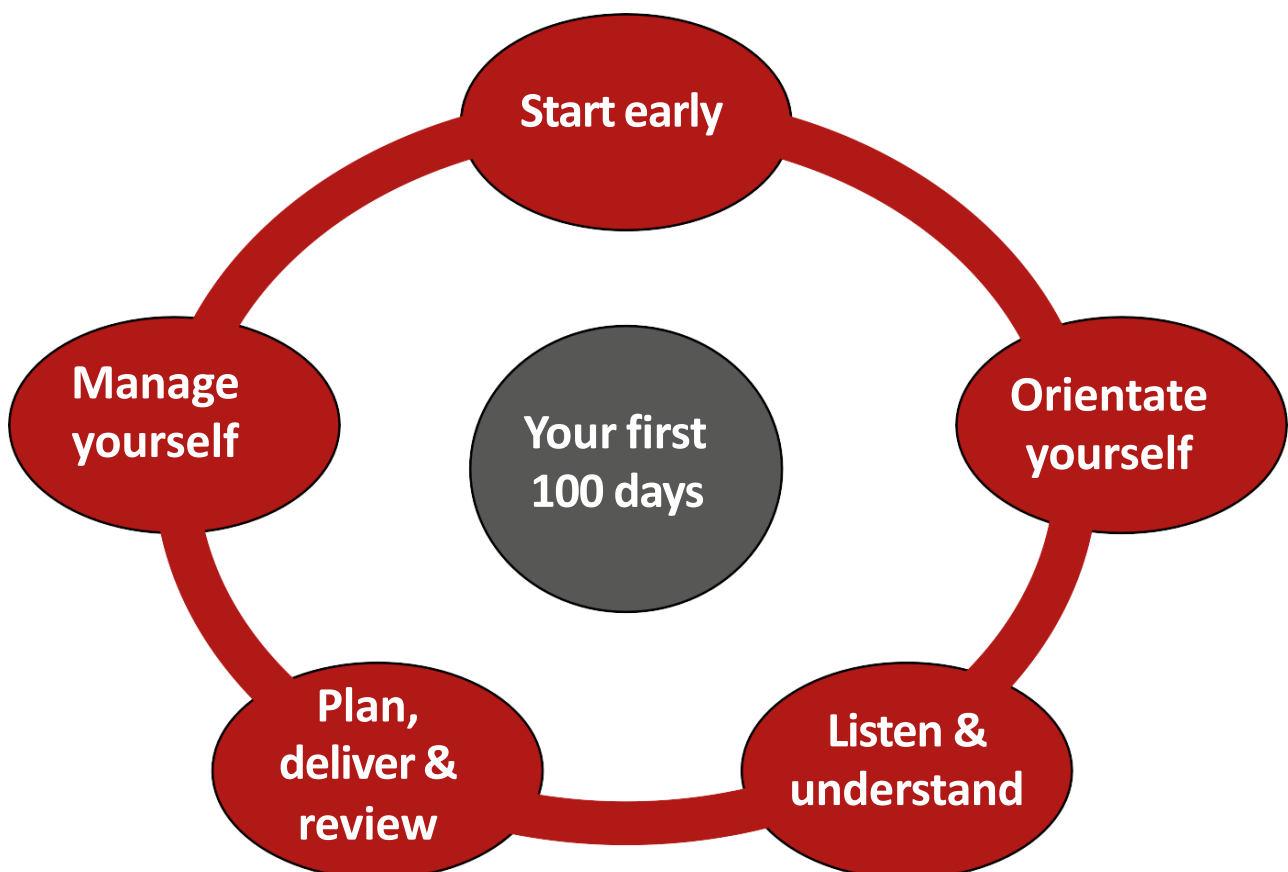 Start early
Orientate
yourself
Listen &
understand
Plan,
deliver &
review
Manage
yourself
Your first
100 days